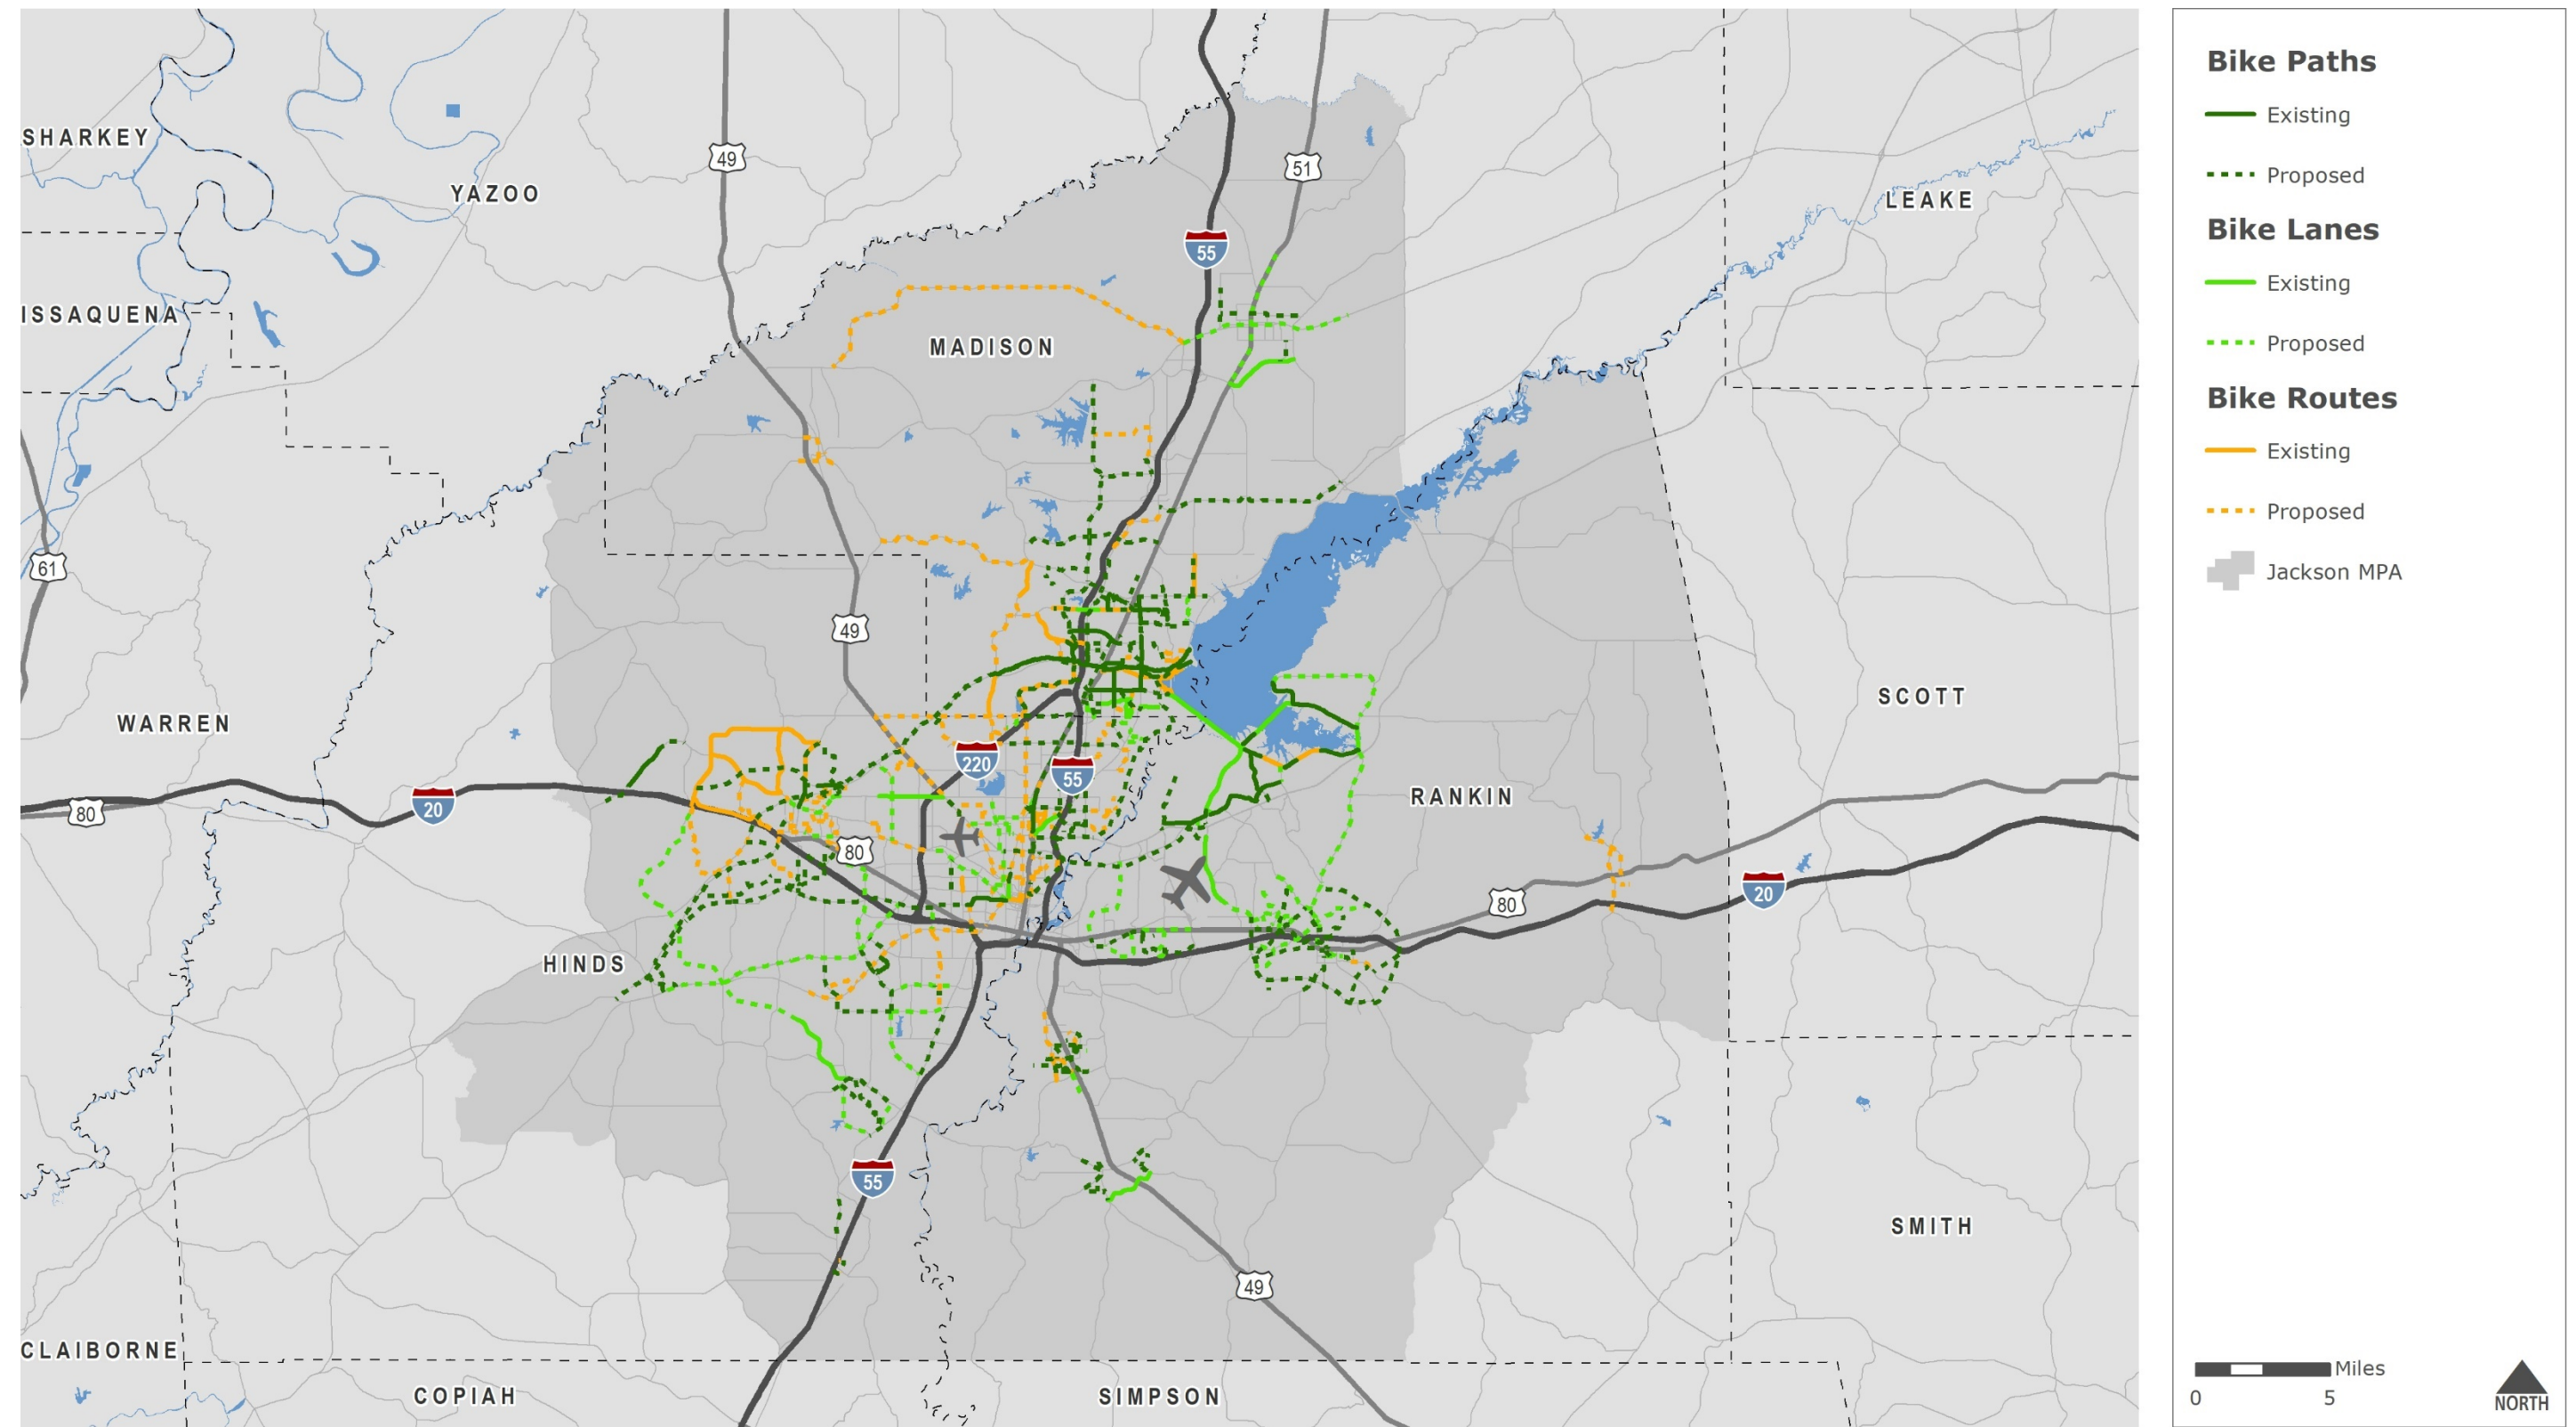 SHARKEY
49
51
YAZOO
LEAKE
55
ISSAQUENA
MADISON
61
49
SCOTT
WARREN
220
55
RANKIN
20
80
80
20
80
HINDS
55
SMITH
49
CLAIBORNE
COPIAH
SIMPSON
Bike Paths
Existing
Proposed
Bike Lanes
Existing
Proposed
Bike Routes
Existing
Proposed
Jackson MPA
Miles
0 5
NORTH